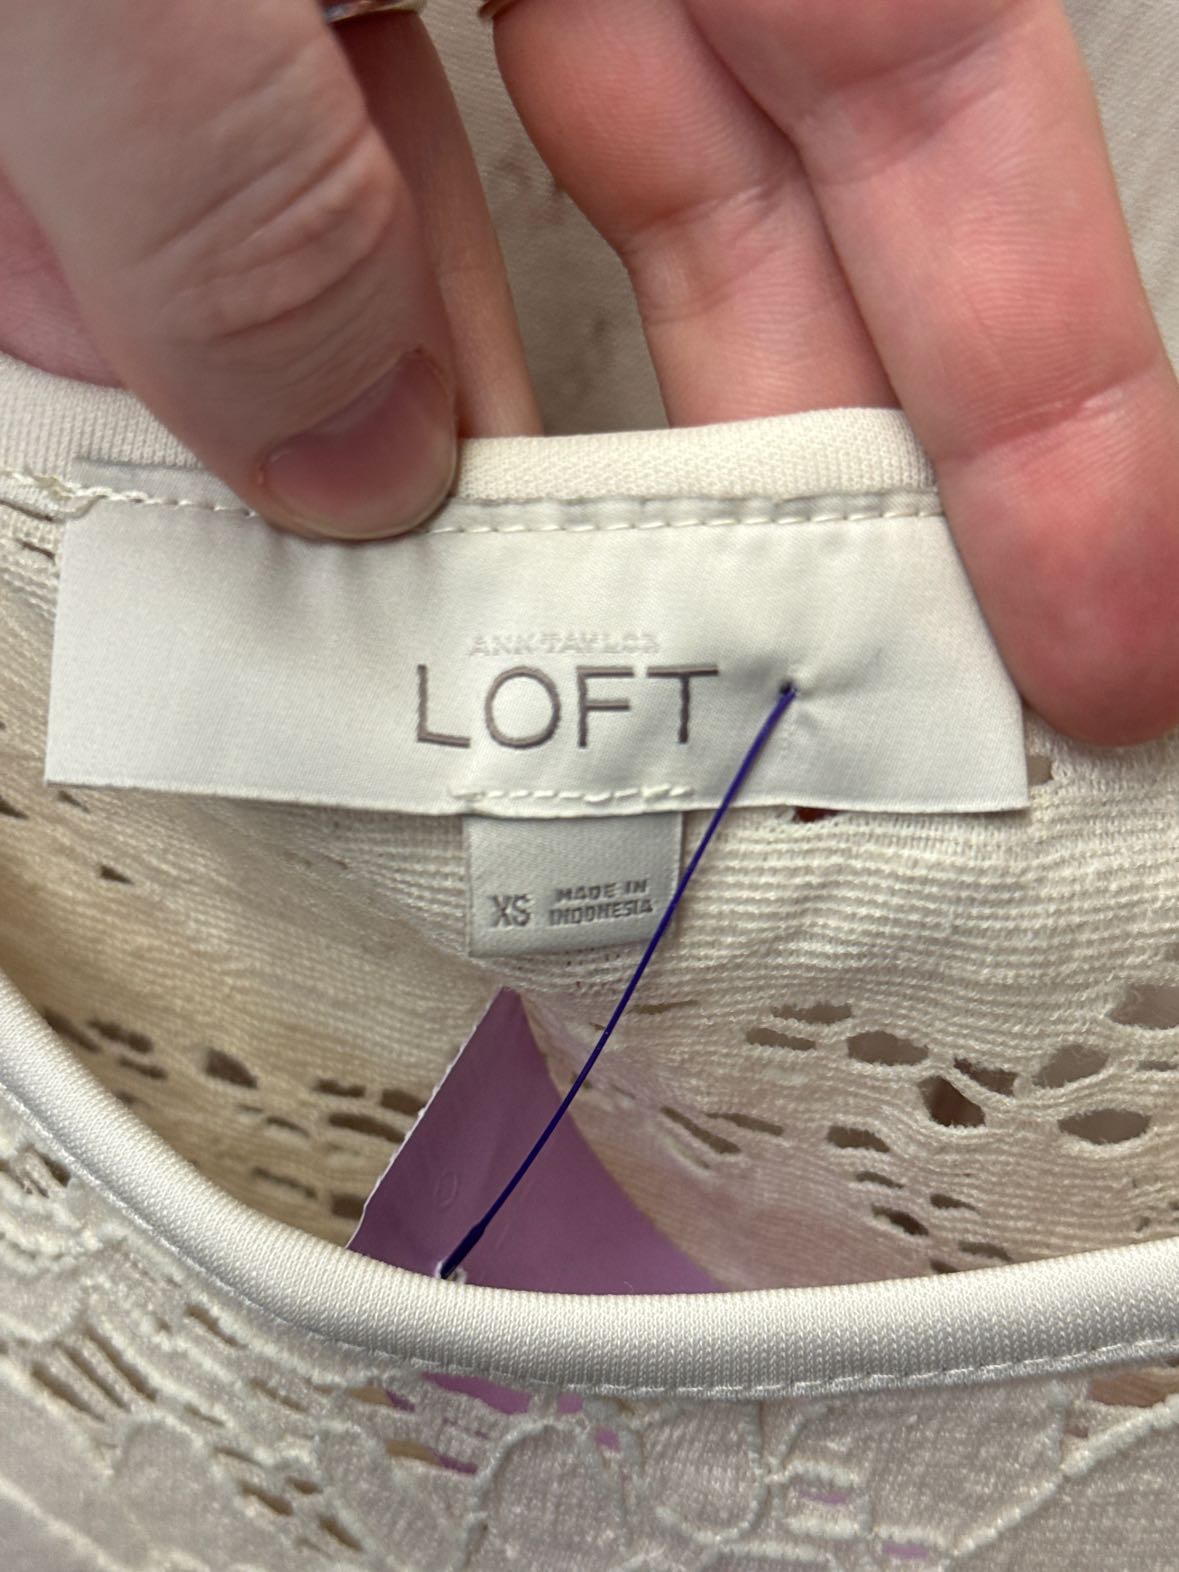 ANN TAYLOR
LOFT
XS
MADE IN
INDONESIA